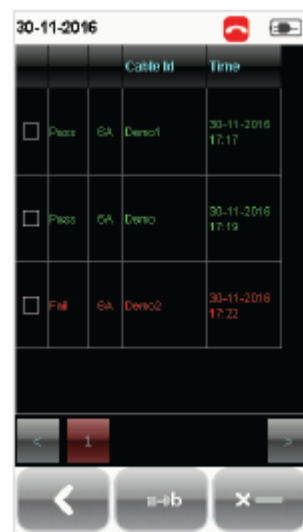 30-11-2016
Cable Id Time
Pass 6A Demo1 30-11-2016 17:17
Pass 6A Demo 30-11-2016 17:19
Fail 6A Demo2 30-11-2016 17:22
< 1 >
a→b